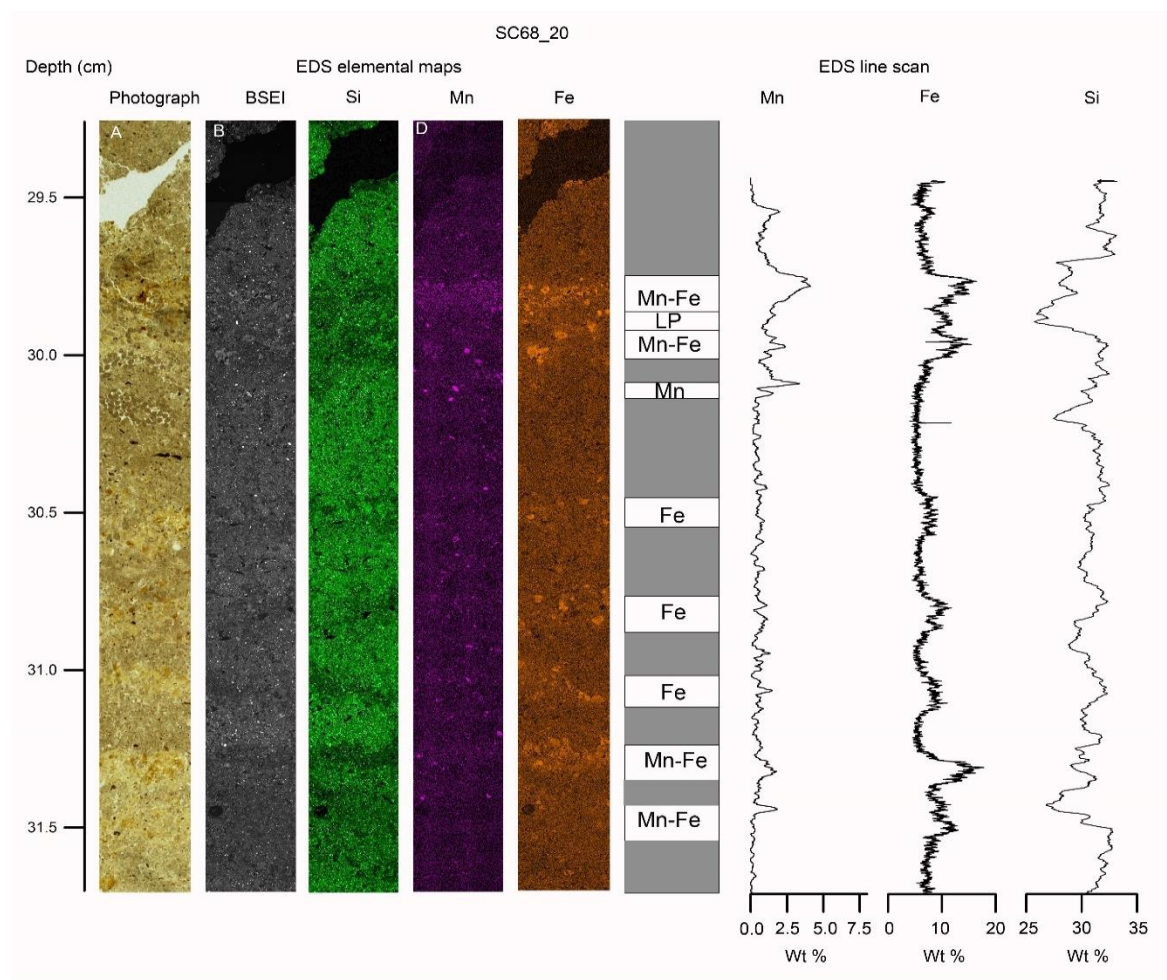 SC68_20
Depth (cm) EDS elemental maps EDS line scan
Photograph BSEI Si Mn Fe Mn Fe Si
A B D
29.5
Mn-Fe
LP
Mn-Fe
30.0
Mn
30.5
Fe
Fe
31.0
Fe
Mn-Fe
Mn-Fe
31.5
0.0 2.5 5.0 7.5 0 10 20 25 30 35
Wt % Wt % Wt %